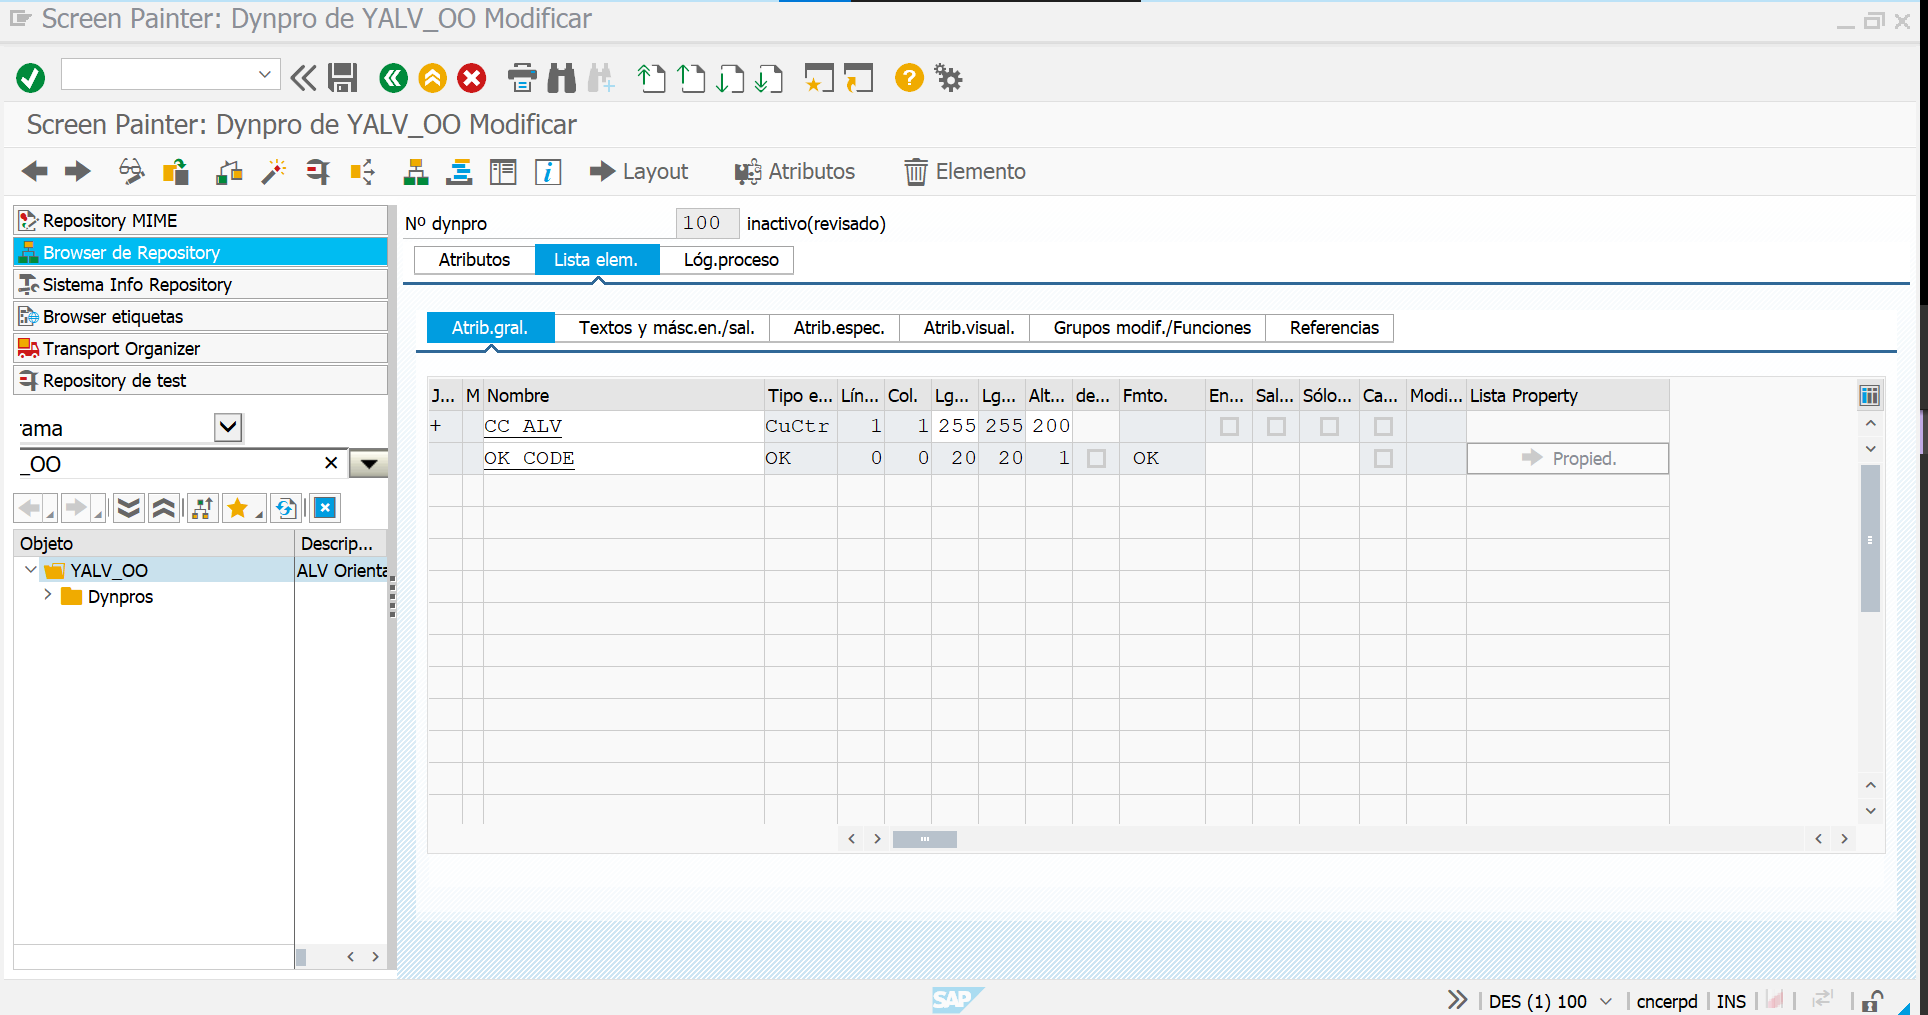 Screen Painter: Dynpro de YALV_OO Modificar
Screen Painter: Dynpro de YALV_OO Modificar
Layout Atributos Elemento
Repository MIME
Browser de Repository
Sistema Info Repository
Browser etiquetas
Transport Organizer
Repository de test
rama
_OO
Objeto Descrip...
YALV_OO ALV Orienta
Dynpros
Nº dynpro 100 inactivo(revisado)
Atributos Lista elem. Lóg.proceso
Atrib.gral. Textos y másc.en./sal. Atrib.espec. Atrib.visual. Grupos modif./Funciones Referencias
J... M Nombre Tipo e... Lín... Col. Lg... Lg... Alt... de... Fmto. En... Sal... Sólo... Ca... Modi... Lista Property
+ CC_ALV CuCtr 1 1 255 255 200
OK_CODE OK 0 0 20 20 1 OK Propied.
SAP
DES (1) 100 cncerpd INS